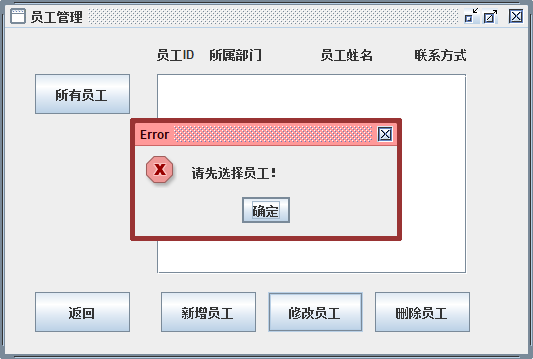 员工管理
员工ID 所属部门 员工姓名 联系方式
所有员工
Error
请先选择员工!
确定
返回 新增员工 修改员工 删除员工